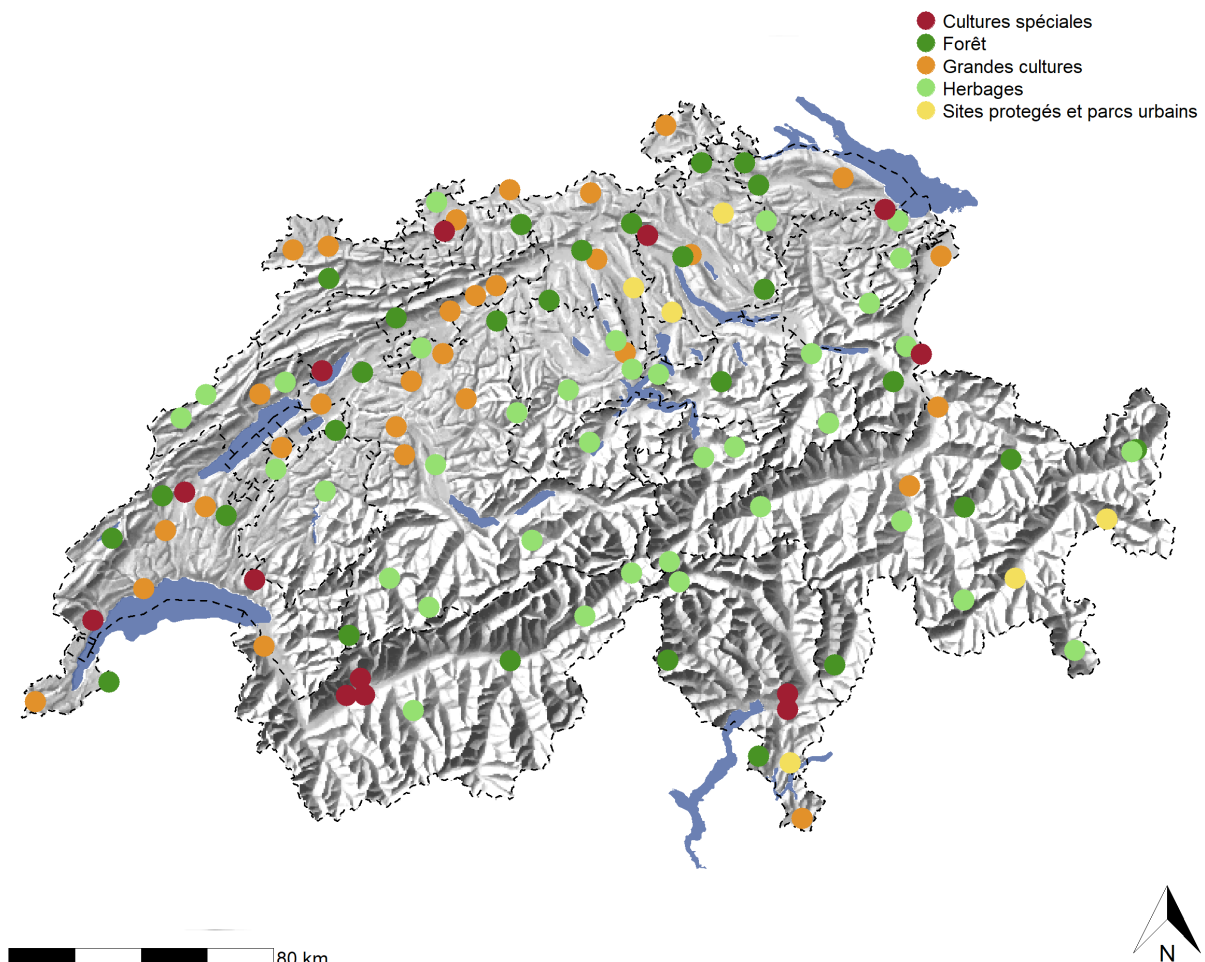 Cultures spéciales
Forêt
Grandes cultures
Herbages
Sites protegés et parcs urbains
80 km
N